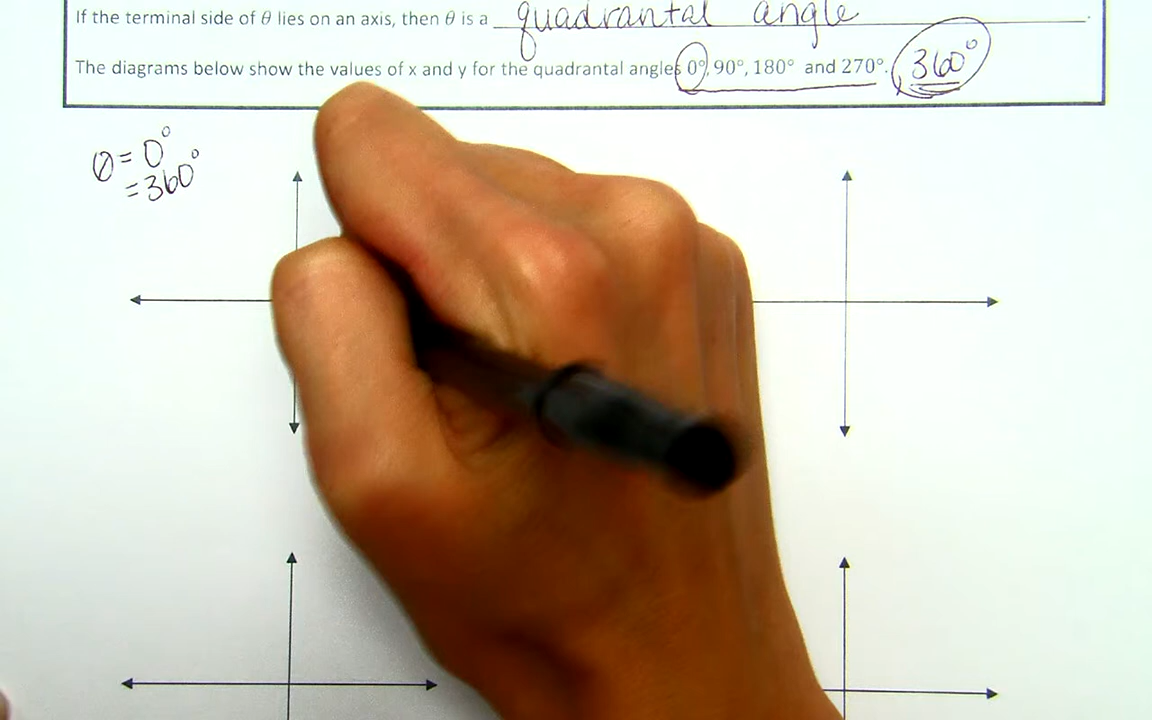 If the terminal side of θ lies on an axis, then θ is a quadrantal angle.
The diagrams below show the values of x and y for the quadrantal angles 0°, 90°, 180° and 270°. , 360°
θ = 0°
= 360°